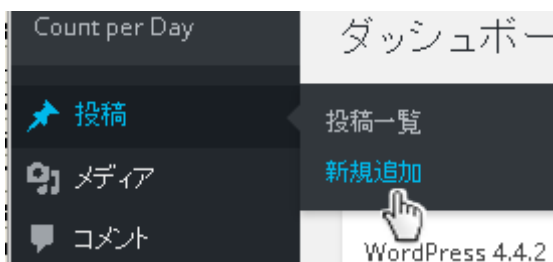 Count per Day
ダッシュボー
投稿
投稿一覧
新規追加
メディア
コメント
WordPress 4.4.2